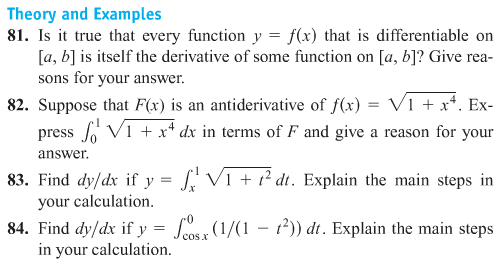 Theory and Examples
81. Is it true that every function y = f(x) that is differentiable on
[a, b] is itself the derivative of some function on [a, b]? Give rea-
sons for your answer.
82. Suppose that F(x) is an antiderivative of f(x) = √(1 + x⁴). Ex-
press ∫₀¹ √(1 + x⁴) dx in terms of F and give a reason for your
answer.
83. Find dy/dx if y = ∫ₓ¹ √(1 + t²) dt. Explain the main steps in
your calculation.
84. Find dy/dx if y = ∫_{cos x}^{0} (1/(1 − t²)) dt. Explain the main steps
in your calculation.